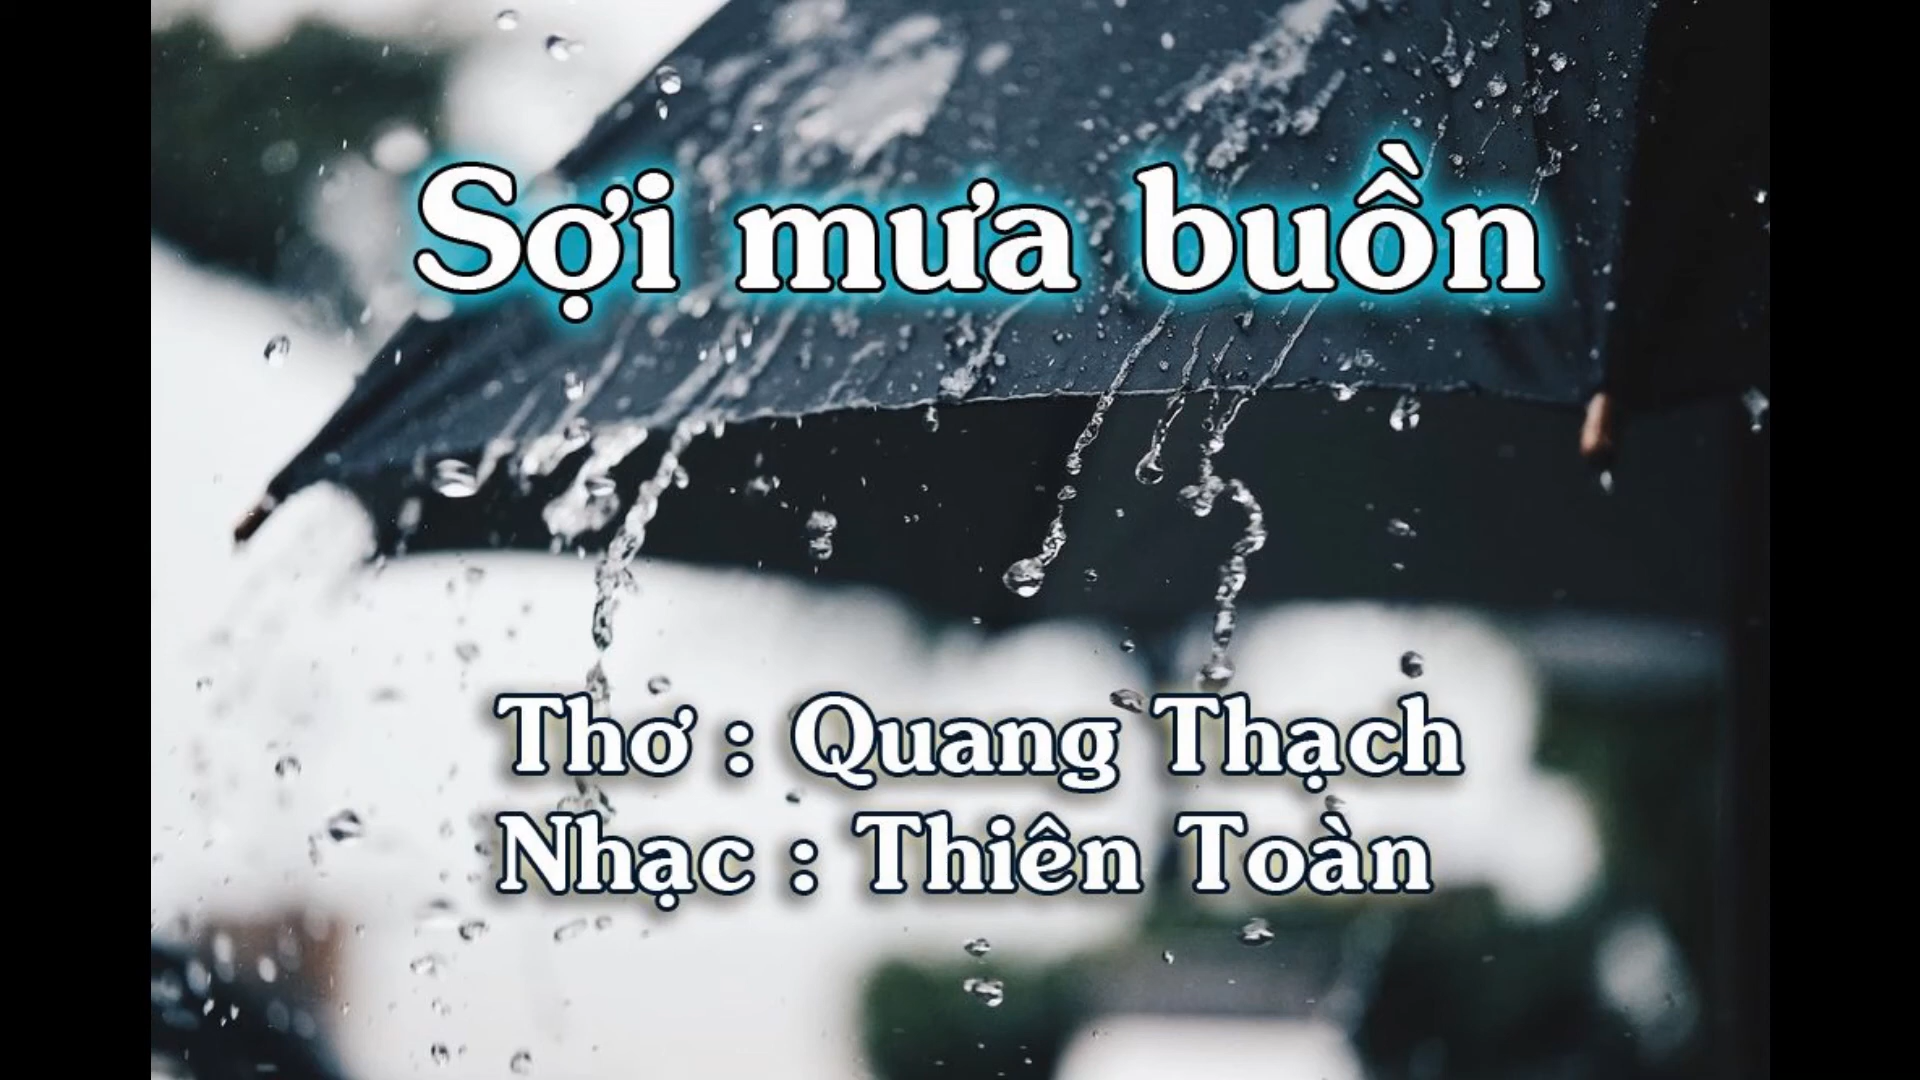 Sợi mưa buồn
Thơ : Quang Thạch
Nhạc : Thiên Toàn